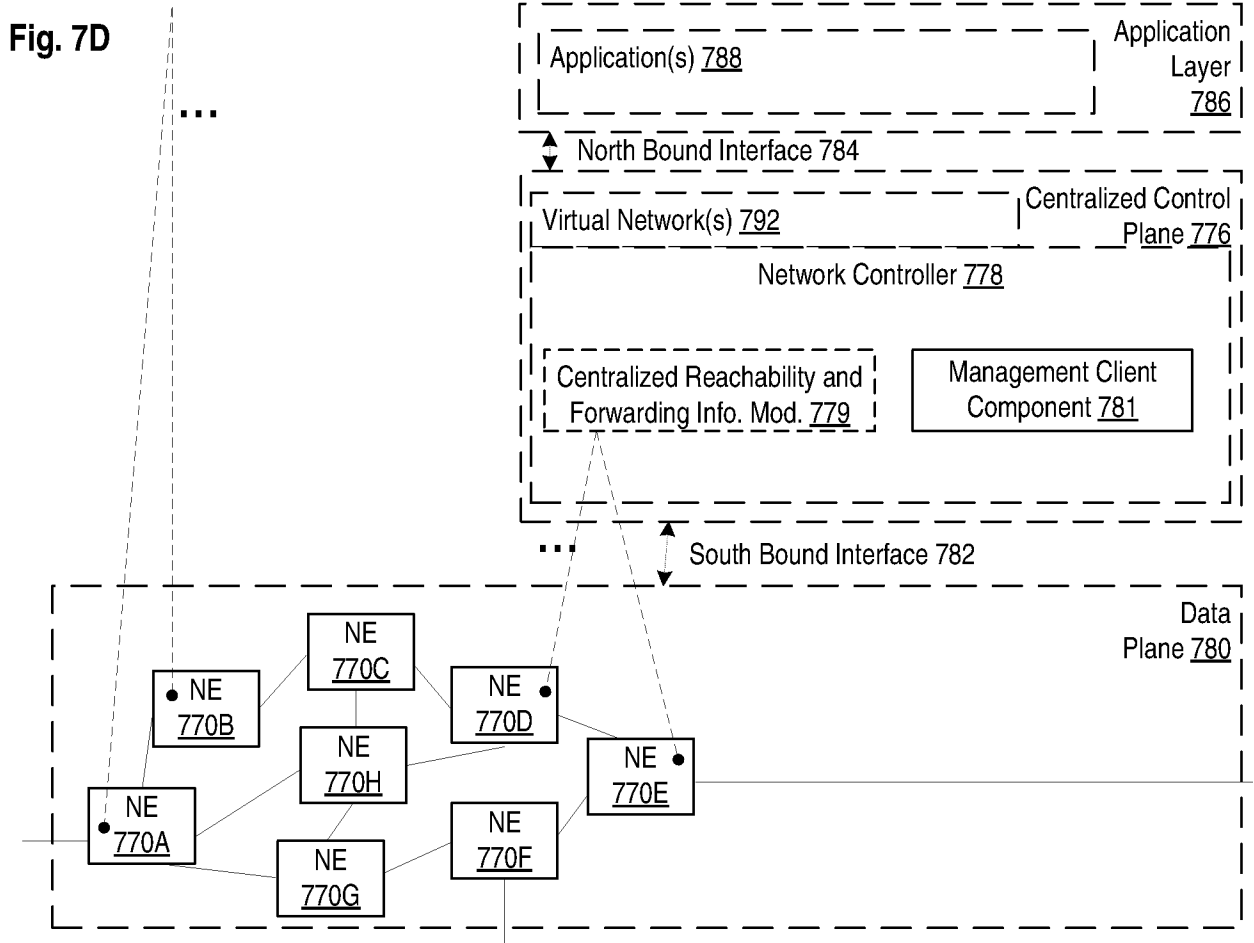 Fig. 7D
...
Application(s) 788
Application
Layer
786
North Bound Interface 784
Virtual Network(s) 792
Centralized Control
Plane 776
Network Controller 778
Centralized Reachability and
Forwarding Info. Mod. 779
Management Client
Component 781
...
South Bound Interface 782
Data
Plane 780
NE
770C
NE
770B
NE
770D
NE
770H
NE
770E
NE
770A
NE
770F
NE
770G